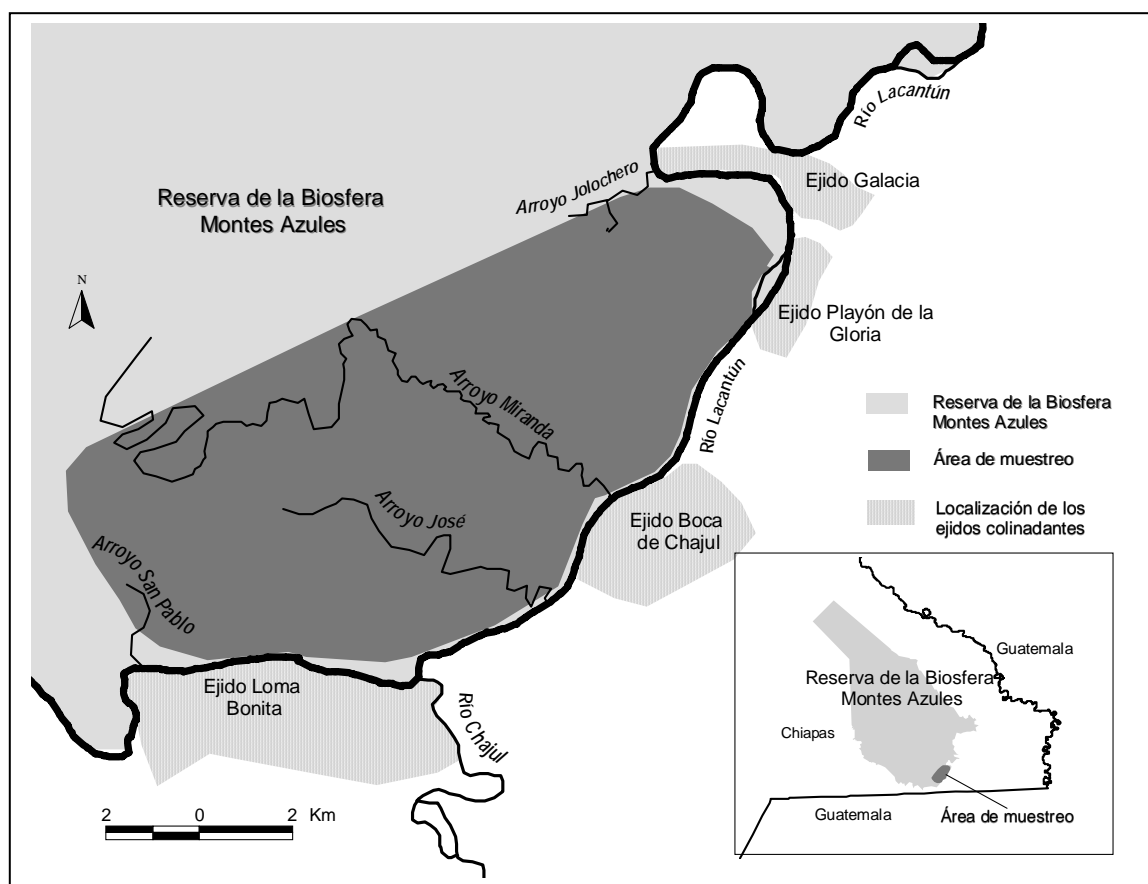 Río Lacantún
Arroyo Jolochero
Ejido Galacia
Reserva de la Biosfera
Montes Azules
N
Ejido Playón de la
Gloria
Arroyo Miranda
Río Lacantún
Reserva de la Biosfera
Montes Azules
Área de muestreo
Localización de los
ejidos colinadantes
Arroyo José
Ejido Boca
de Chajul
Arroyo San Pablo
Ejido Loma
Bonita
Río Chajul
2 0 2 Km
Guatemala
Reserva de la Biosfera
Montes Azules
Chiapas
Guatemala
Área de muestreo